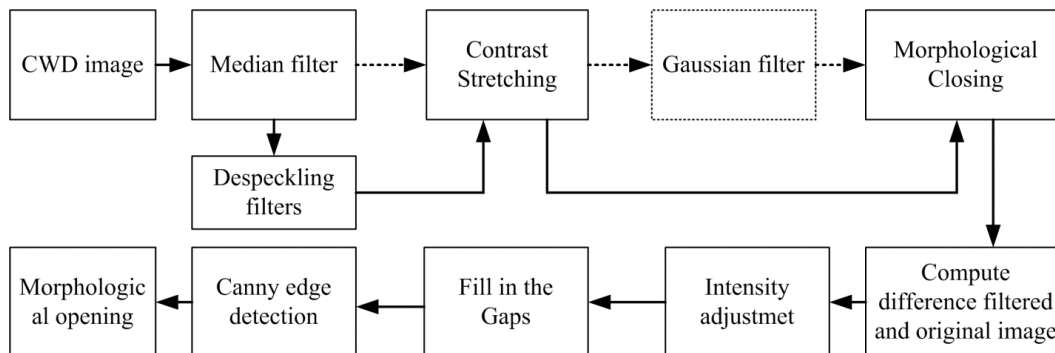 CWD image
Median filter
Contrast
Stretching
Gaussian filter
Morphological
Closing
Despeckling
filters
Morphologic
al opening
Canny edge
detection
Fill in the
Gaps
Intensity
adjustmet
Compute
difference filtered
and original image